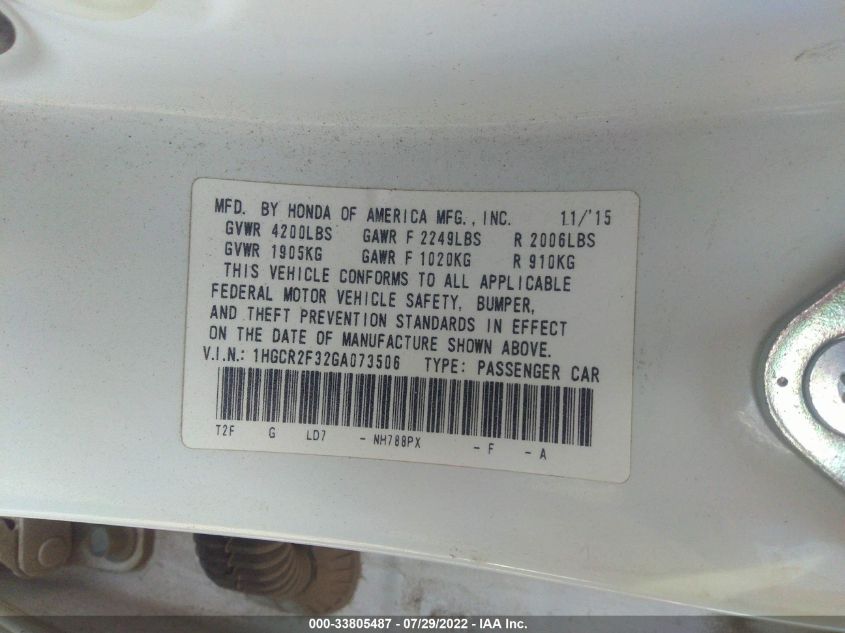 MFD. BY HONDA OF AMERICA MFG., INC. 11/'15
GVWR 4200LBS GAWR F 2249LBS R 2006LBS
GVWR 1905KG GAWR F 1020KG R 910KG
THIS VEHICLE CONFORMS TO ALL APPLICABLE
FEDERAL MOTOR VEHICLE SAFETY, BUMPER,
AND THEFT PREVENTION STANDARDS IN EFFECT
ON THE DATE OF MANUFACTURE SHOWN ABOVE.
V.I.N.: 1HGCR2F32GA073506 TYPE: PASSENGER CAR
T2F G LD7 - NH788PX - F - A
000-33805487 - 07/29/2022 - IAA Inc.